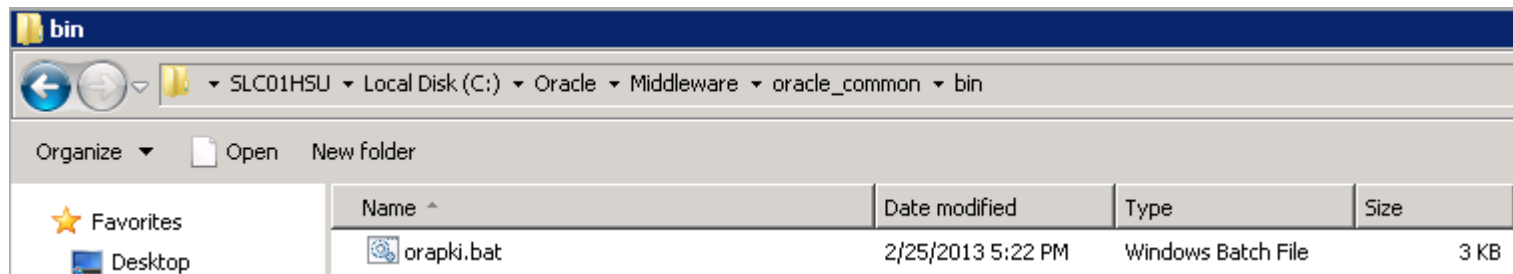 bin
SLC01HSU Local Disk (C:) Oracle Middleware oracle_common bin
Organize Open New folder
Favorites Name Date modified Type Size
Desktop orapki.bat 2/25/2013 5:22 PM Windows Batch File 3 KB